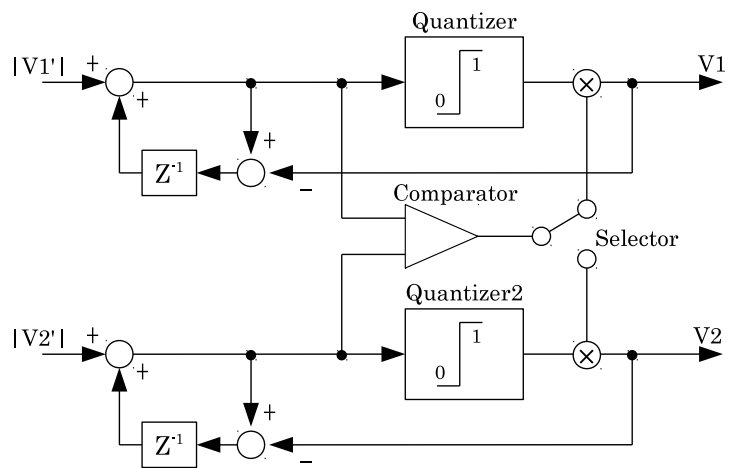 Quantizer
|V1'|
+
+
0
1
×
V1
+
Z⁻¹
−
Comparator
Selector
Quantizer2
|V2'|
+
+
0
1
×
V2
+
Z⁻¹
−